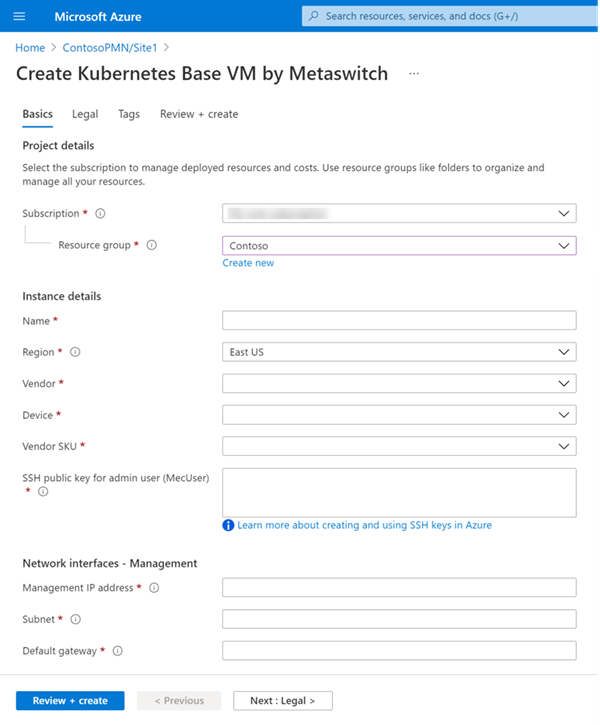 Microsoft Azure
Search resources, services, and docs (G+/)
Home > ContosoPMN/Site1 >
Create Kubernetes Base VM by Metaswitch ...
Basics Legal Tags Review + create
Project details
Select the subscription to manage deployed resources and costs. Use resource groups like folders to organize and
manage all your resources.
Subscription *
Resource group * Contoso
Create new
Instance details
Name *
Region * East US
Vendor *
Device *
Vendor SKU *
SSH public key for admin user (MecUser)
*
Learn more about creating and using SSH keys in Azure
Network interfaces - Management
Management IP address *
Subnet *
Default gateway *
Review + create < Previous Next : Legal >